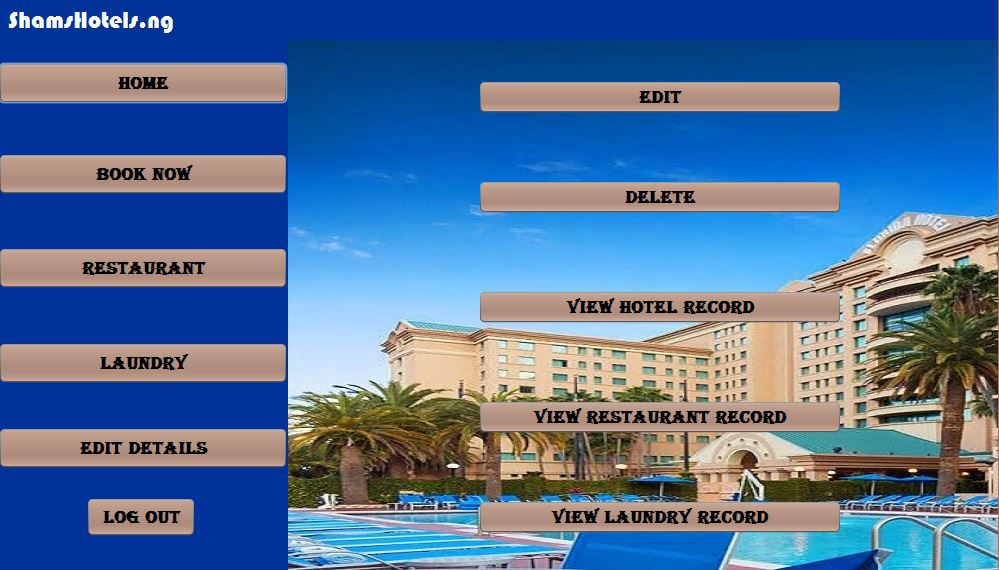 ShamsHotels.ng
HOME
BOOK NOW
RESTAURANT
LAUNDRY
EDIT DETAILS
LOG OUT
EDIT
DELETE
VIEW HOTEL RECORD
VIEW RESTAURANT RECORD
VIEW LAUNDRY RECORD